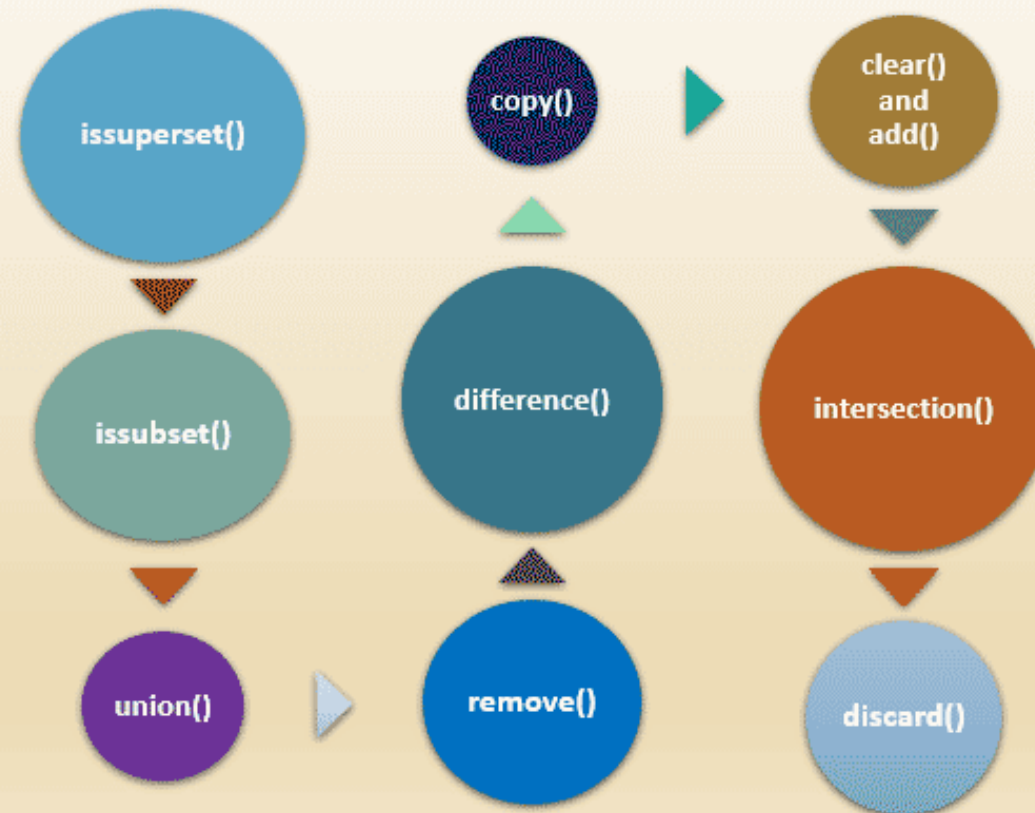 issuperset()
issubset()
union()
remove()
difference()
copy()
clear()
and
add()
intersection()
discard()